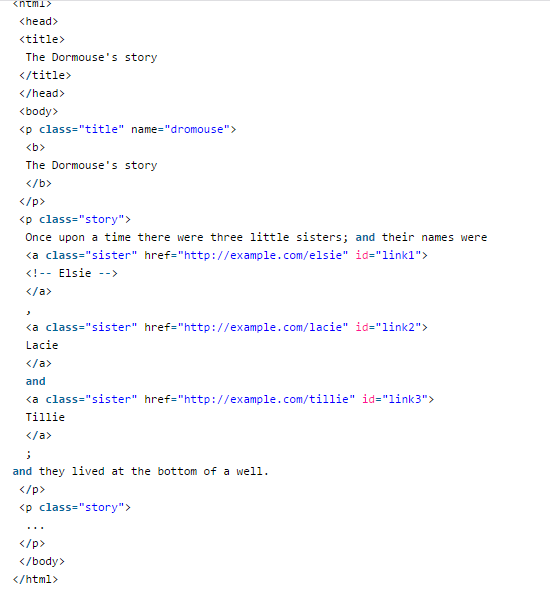 <html>
<head>
<title>
The Dormouse's story
</title>
</head>
<body>
<p class="title" name="dromouse">
<b>
The Dormouse's story
</b>
</p>
<p class="story">
Once upon a time there were three little sisters; and their names were
<a class="sister" href="http://example.com/elsie" id="link1">
<!-- Elsie -->
</a>
,
<a class="sister" href="http://example.com/lacie" id="link2">
Lacie
</a>
and
<a class="sister" href="http://example.com/tillie" id="link3">
Tillie
</a>
;
and they lived at the bottom of a well.
</p>
<p class="story">
...
</p>
</body>
</html>